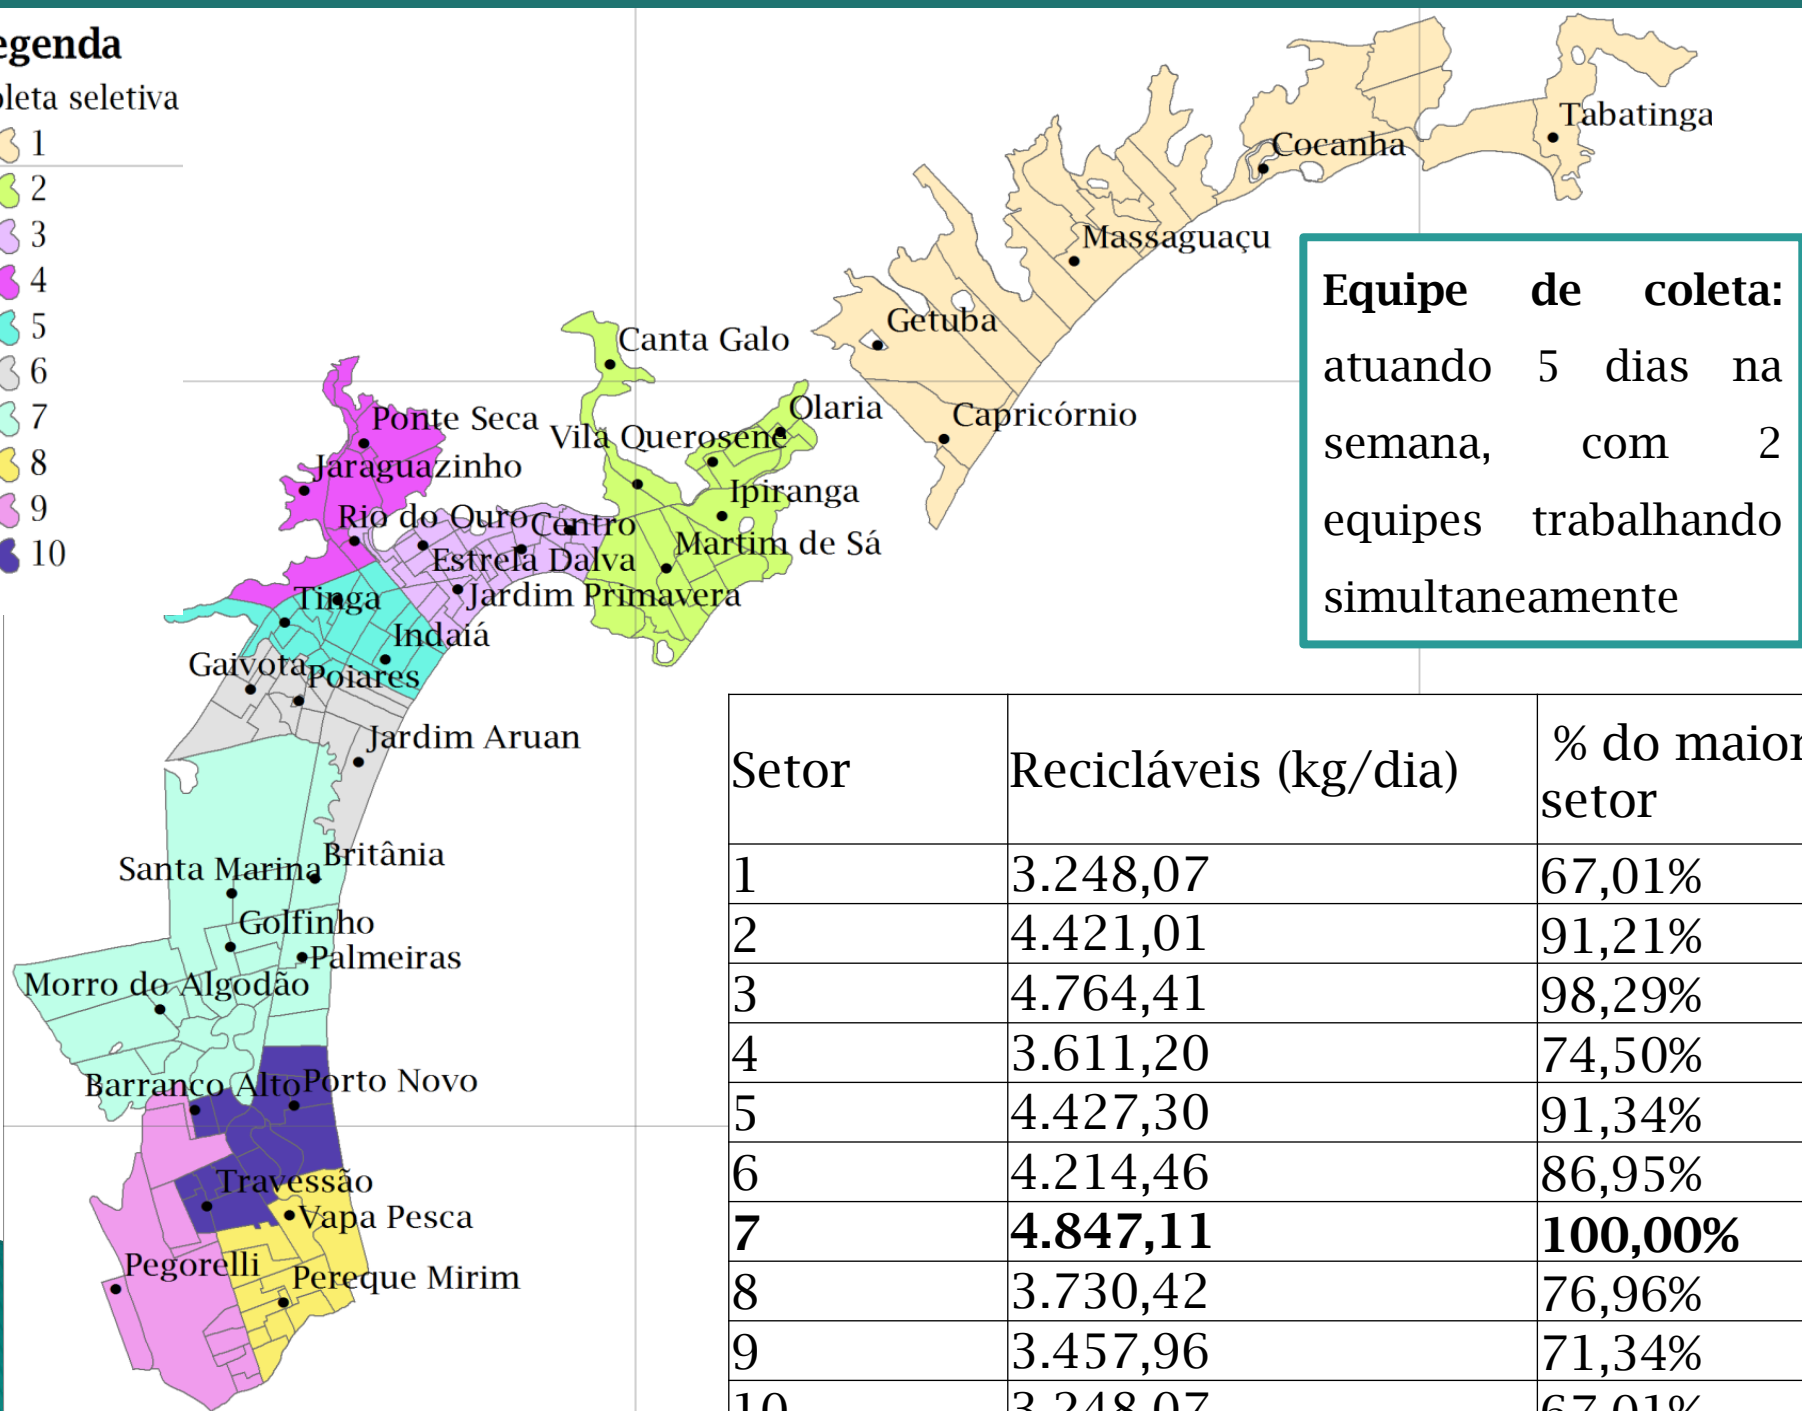 egenda
oleta seletiva
1
2
3
4
5
6
7
8
9
10
Tabatinga
Cocanha
Massaguaçu
Getuba
Canta Galo
Capricórnio
Olaria
Ponte Seca
Vila Querosene
Jaraguazinho
Ipiranga
Rio do Ouro
Centro
Martim de Sá
Estrela Dalva
Jardim Primavera
Tinga
Indaiá
Gaivota
Poiares
Jardim Aruan
Britânia
Santa Marina
Golfinho
Palmeiras
Morro do Algodão
Barranco Alto
Porto Novo
Travessão
Vapa Pesca
Pegorelli
Pereque Mirim
Equipe de coleta:
atuando 5 dias na
semana, com 2
equipes trabalhando
simultaneamente
Setor Recicláveis (kg/dia) % do maior
setor
1 3.248,07 67,01%
2 4.421,01 91,21%
3 4.764,41 98,29%
4 3.611,20 74,50%
5 4.427,30 91,34%
6 4.214,46 86,95%
7 4.847,11 100,00%
8 3.730,42 76,96%
9 3.457,96 71,34%
10 3.248,07 67,01%